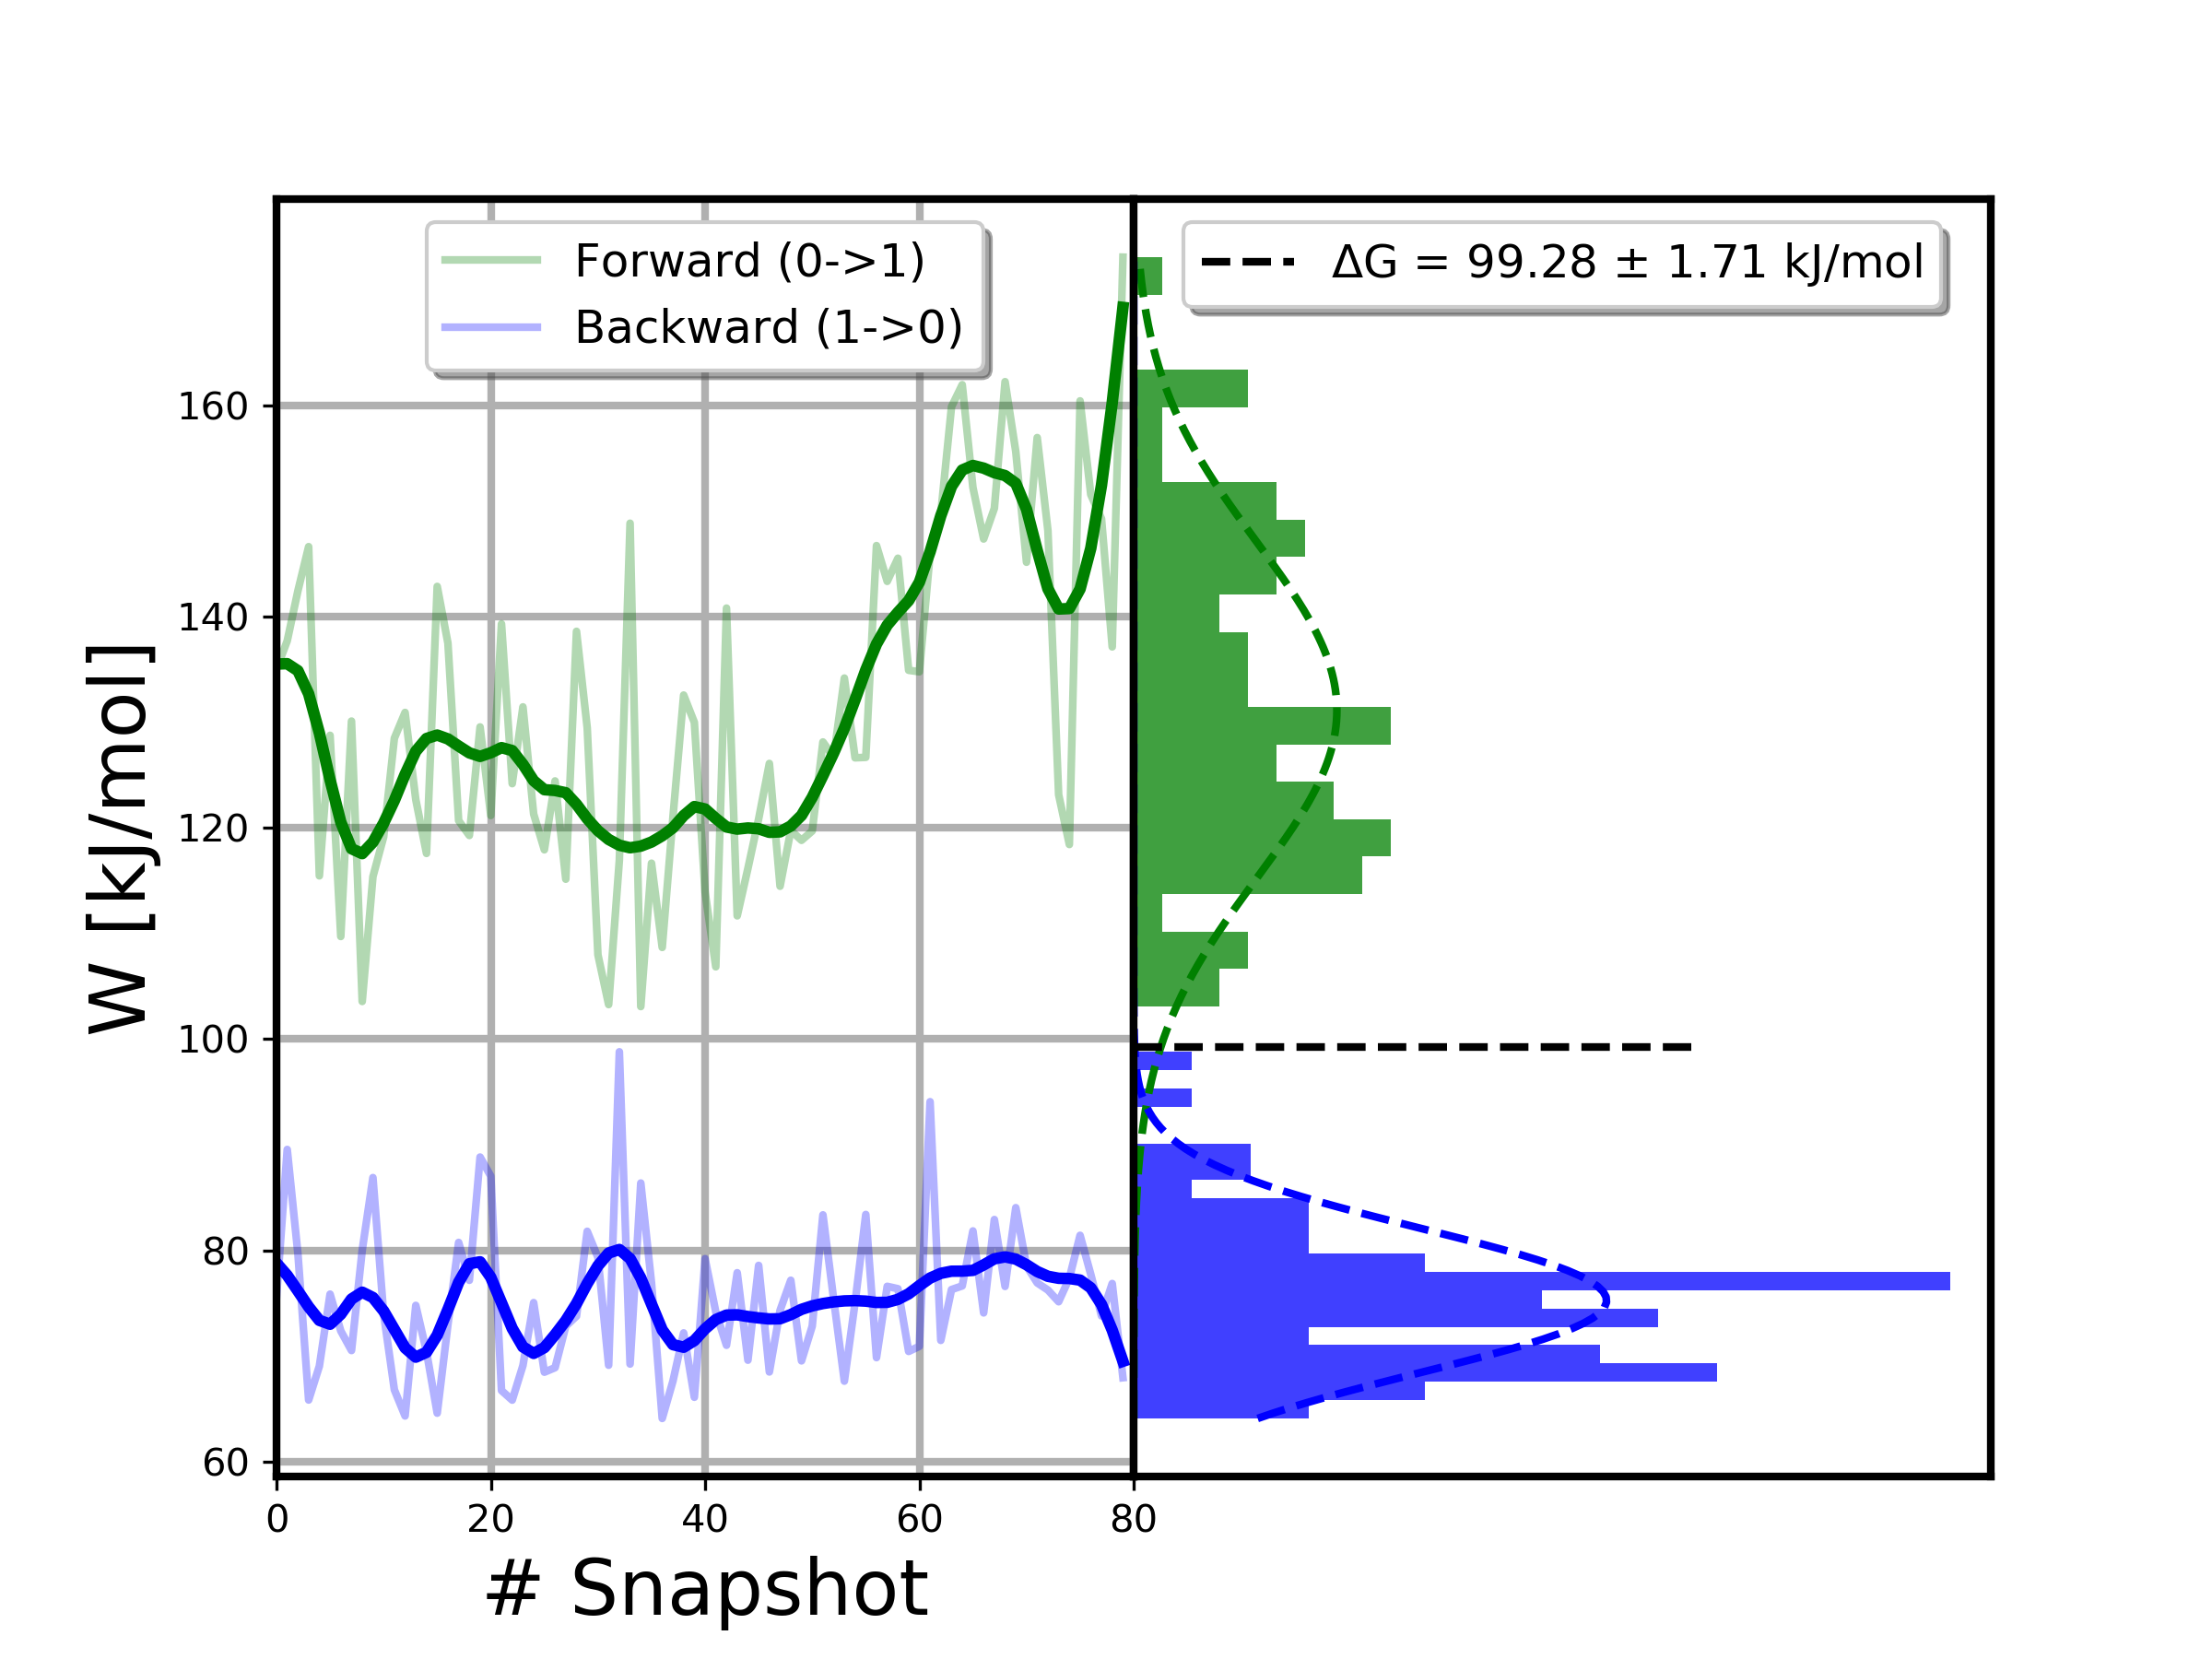 Forward (0->1)
Backward (1->0)
ΔG = 99.28 ± 1.71 kJ/mol
W [kJ/mol]
160
140
120
100
80
60
0 20 40 60 80
# Snapshot